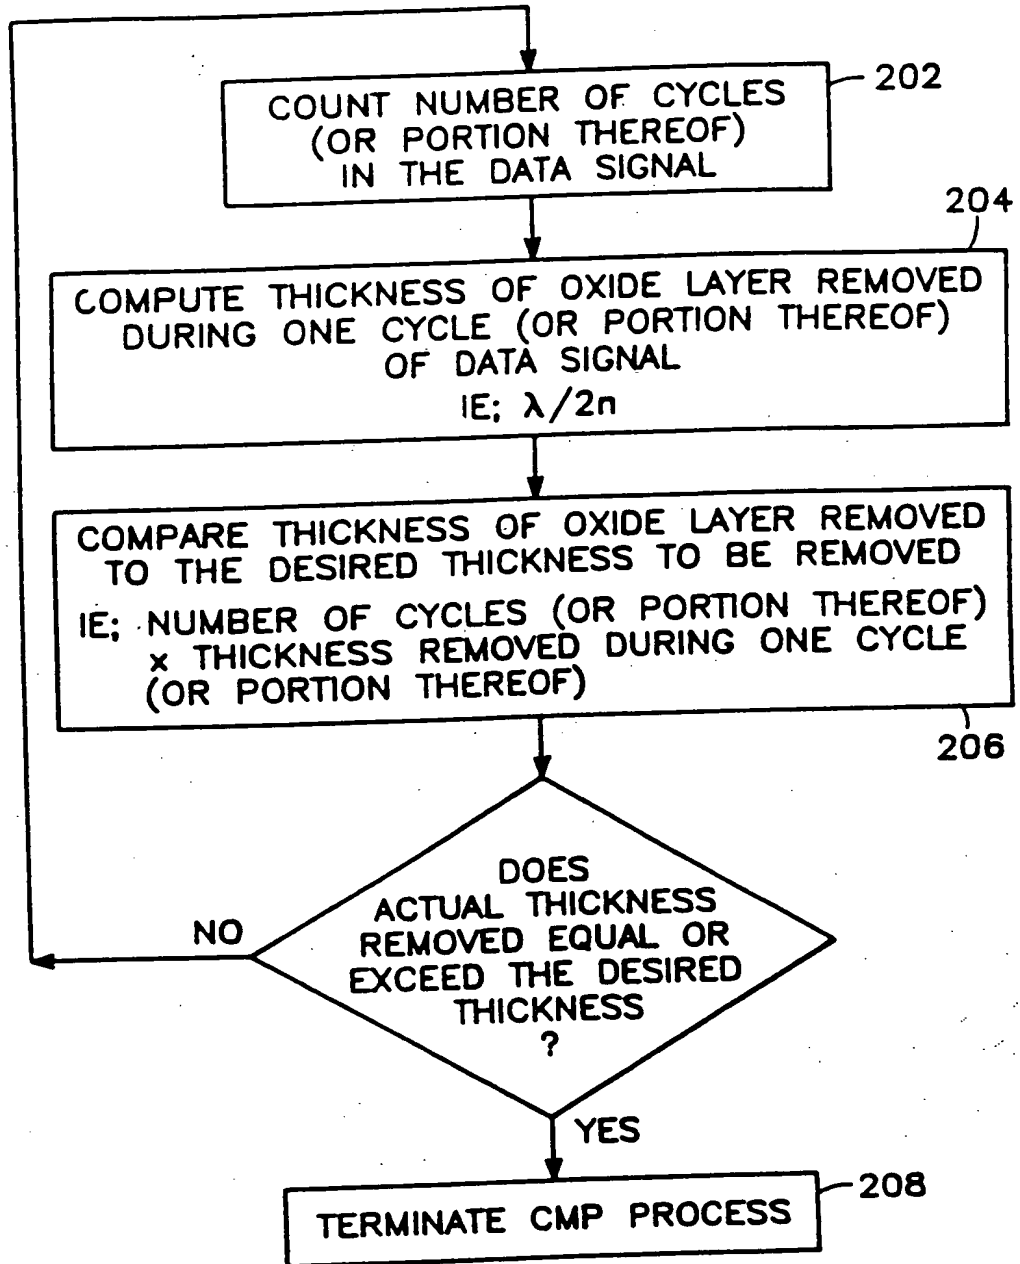 COUNT NUMBER OF CYCLES
(OR PORTION THEREOF)
IN THE DATA SIGNAL
202
204
COMPUTE THICKNESS OF OXIDE LAYER REMOVED
DURING ONE CYCLE (OR PORTION THEREOF)
OF DATA SIGNAL
IE; λ/2n
COMPARE THICKNESS OF OXIDE LAYER REMOVED
TO THE DESIRED THICKNESS TO BE REMOVED
IE; NUMBER OF CYCLES (OR PORTION THEREOF)
x THICKNESS REMOVED DURING ONE CYCLE
(OR PORTION THEREOF)
206
DOES
ACTUAL THICKNESS
REMOVED EQUAL OR
EXCEED THE DESIRED
THICKNESS
?
NO
YES
TERMINATE CMP PROCESS
208